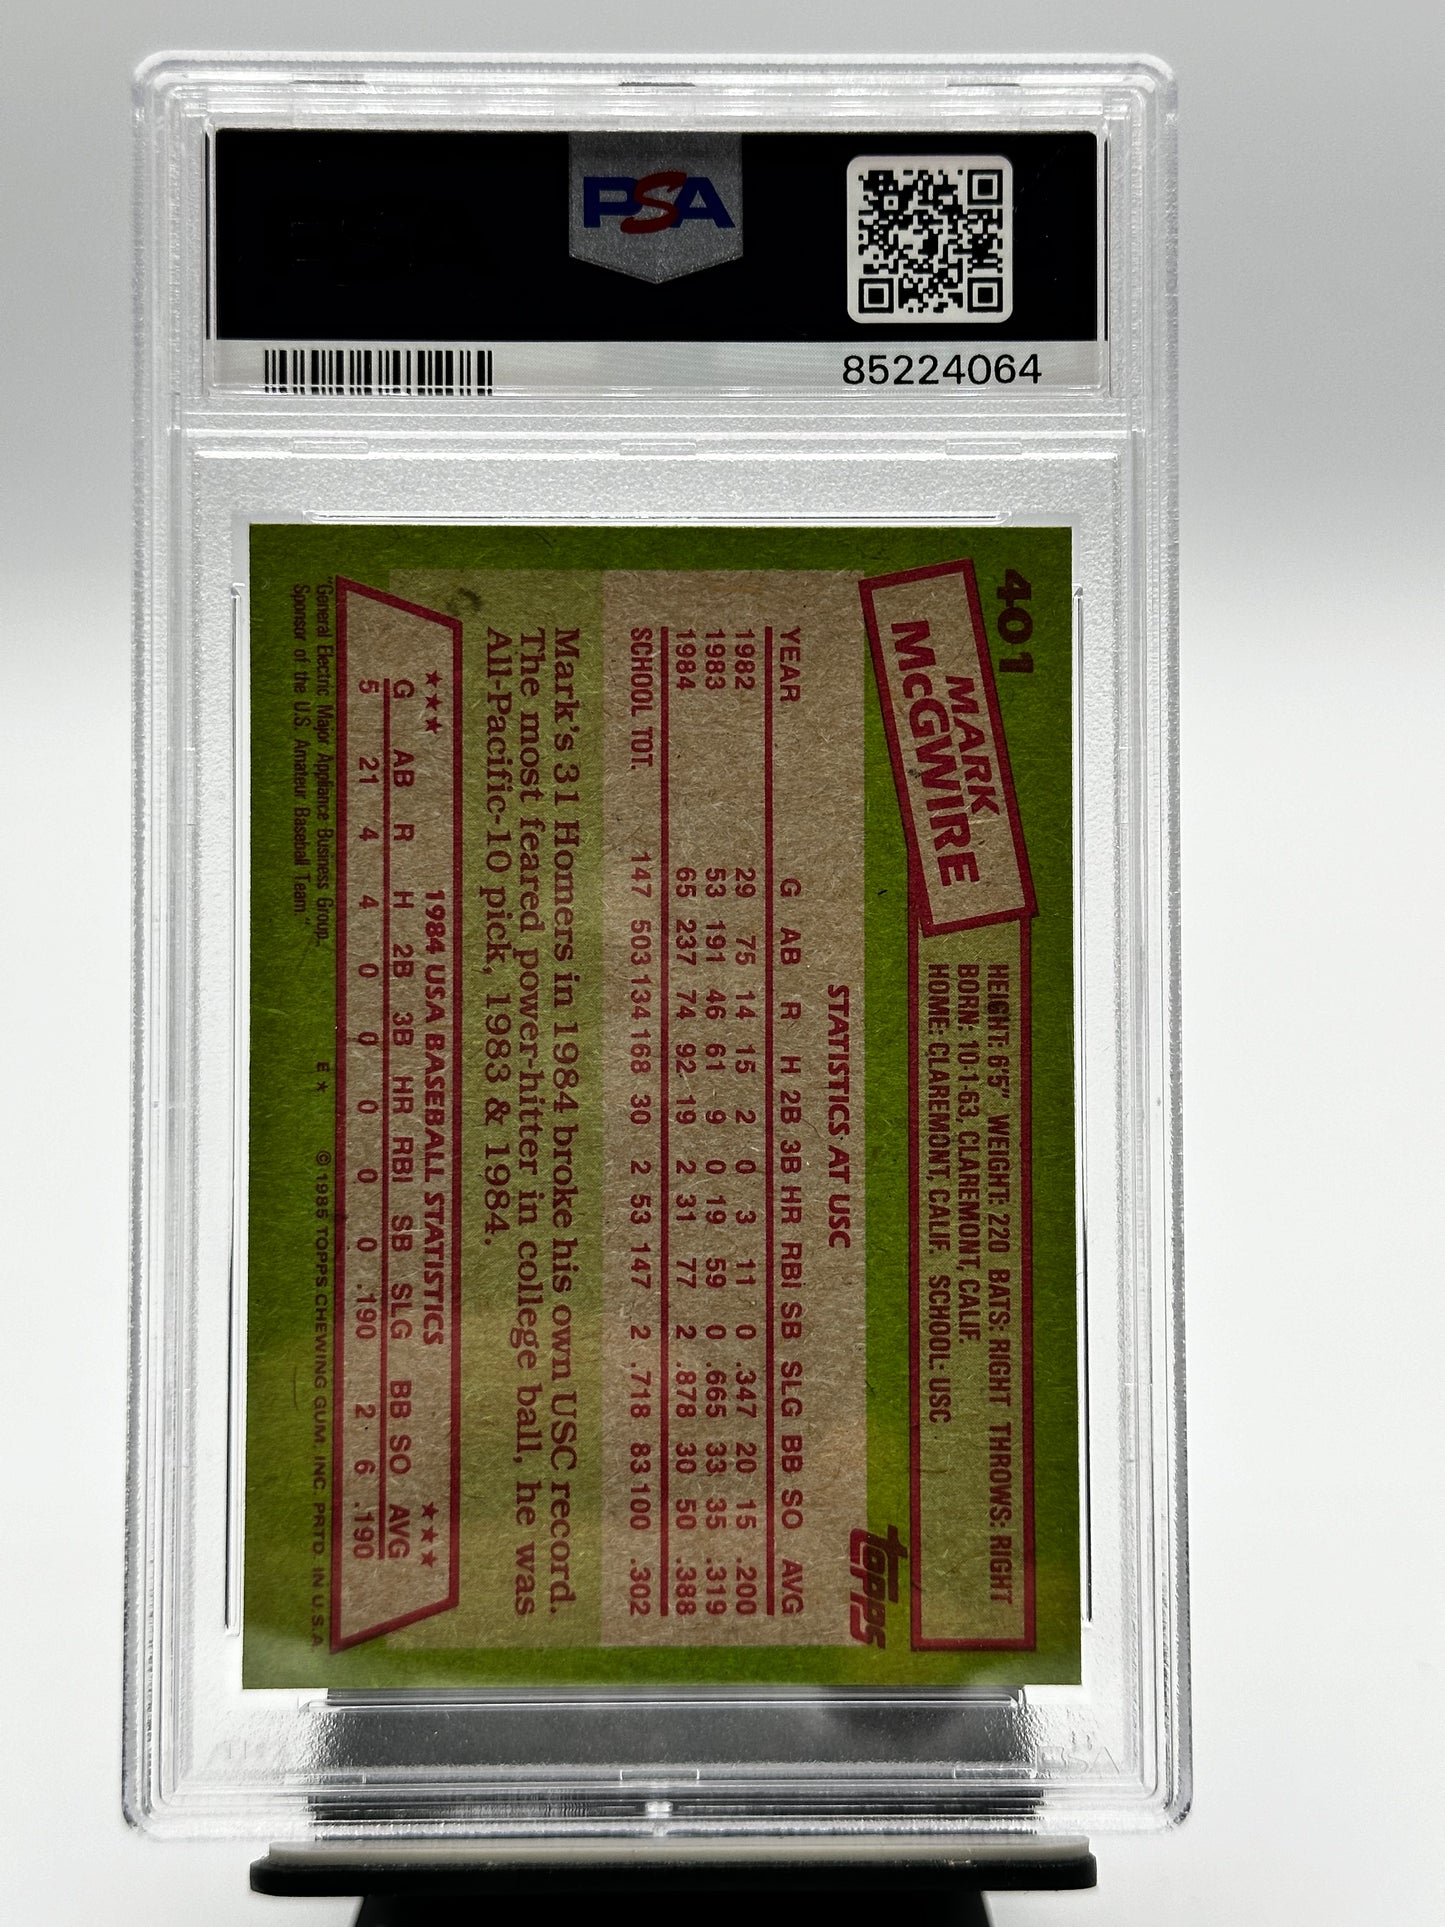 PSA
85224064
401
MARK
McGWIRE
HEIGHT: 6'5" WEIGHT: 220 BATS: RIGHT THROWS: RIGHT
BORN: 10-1-63, CLAREMONT, CALIF.
HOME: CLAREMONT, CALIF. SCHOOL: USC
Topps
STATISTICS AT USC
YEAR G AB R H 2B 3B HR RBI SB SLG BB SO AVG
1982 29 75 14 15 2 0 3 11 0 .347 20 15 .200
1983 53 191 46 61 9 0 19 59 0 .665 33 35 .319
1984 65 237 74 92 19 2 31 77 2 .878 30 50 .388
SCHOOL TOT. 147 503 134 168 30 2 53 147 2 .718 83 100 .302
Mark's 31 Homers in 1984 broke his own USC record.
The most feared power-hitter in college ball, he was
All-Pacific-10 pick, 1983 & 1984.
★★★ 1984 USA BASEBALL STATISTICS ★★★
G AB R H 2B 3B HR RBI SB SLG BB SO AVG
5 21 4 4 0 0 0 0 0 .190 2 6 .190
"General Electric Major Appliance Business Group, E ★ © 1985 TOPPS CHEWING GUM, INC. PRTD. IN U.S.A.
Sponsor of the U.S. Amateur Baseball Team."
PSA